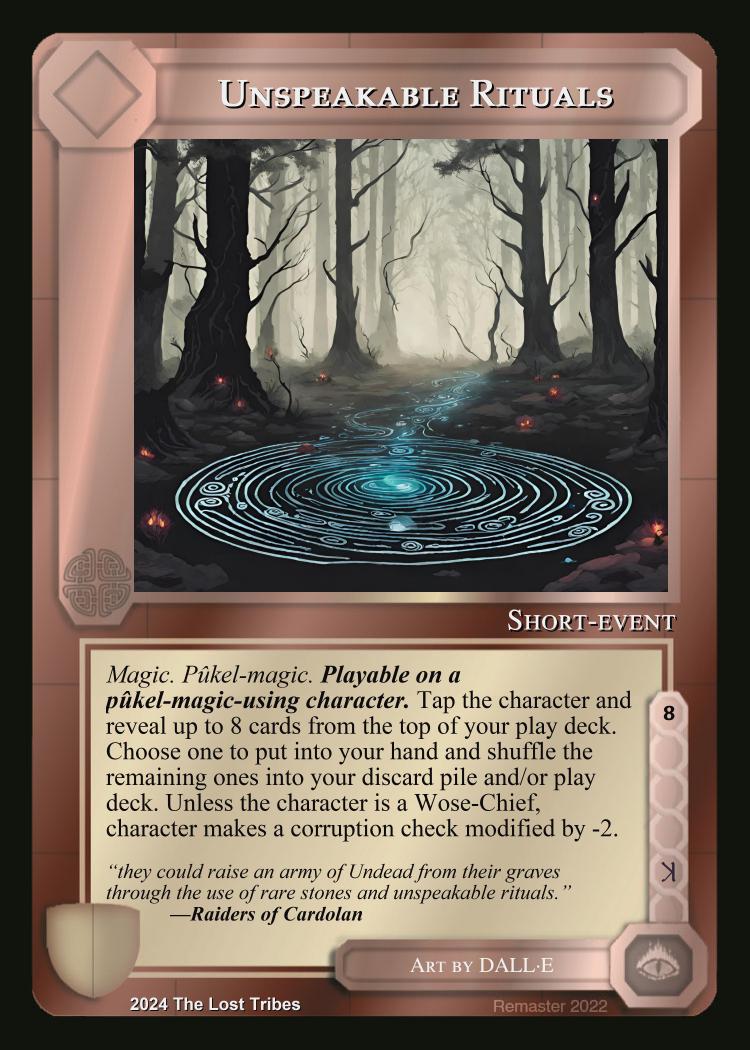 Unspeakable Rituals
Short-event
Magic. Pûkel-magic. Playable on a
pûkel-magic-using character. Tap the character and
reveal up to 8 cards from the top of your play deck.
Choose one to put into your hand and shuffle the
remaining ones into your discard pile and/or play
deck. Unless the character is a Wose-Chief,
character makes a corruption check modified by -2.
8
“they could raise an army of Undead from their graves
through the use of rare stones and unspeakable rituals.”
—Raiders of Cardolan
Art by DALL·E
2024 The Lost Tribes
Remaster 2022